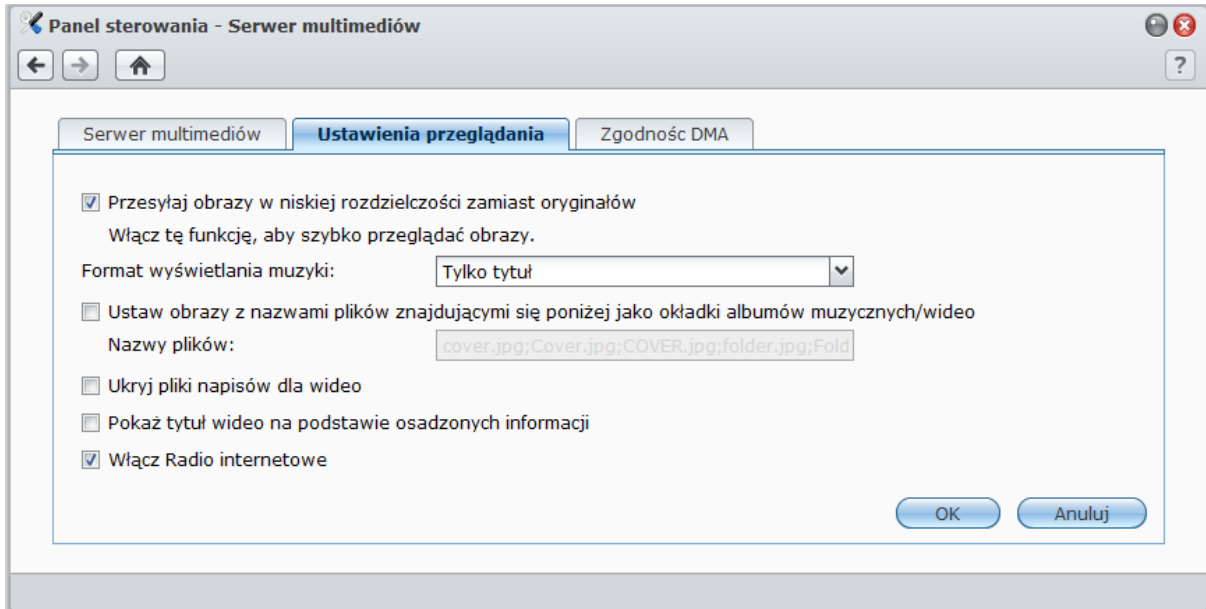 Panel sterowania - Serwer multimediów
?
Serwer multimediów Ustawienia przeglądania Zgodnośc DMA
Przesyłaj obrazy w niskiej rozdzielczości zamiast oryginałów
Włącz tę funkcję, aby szybko przeglądać obrazy.
Format wyświetlania muzyki: Tylko tytuł
Ustaw obrazy z nazwami plików znajdującymi się poniżej jako okładki albumów muzycznych/wideo
Nazwy plików: cover.jpg;Cover.jpg;COVER.jpg;folder.jpg;Fold
Ukryj pliki napisów dla wideo
Pokaż tytuł wideo na podstawie osadzonych informacji
Włącz Radio internetowe
OK Anuluj